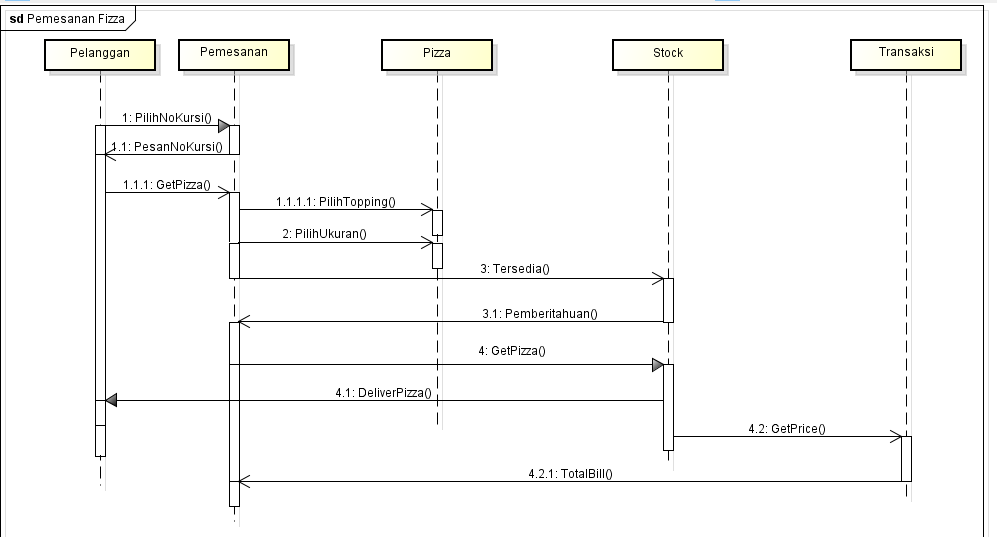 sd Pemesanan Fizza
Pelanggan
Pemesanan
Pizza
Stock
Transaksi
1: PilihNoKursi()
1.1: PesanNoKursi()
1.1.1: GetPizza()
1.1.1.1: PilihTopping()
2: PilihUkuran()
3: Tersedia()
3.1: Pemberitahuan()
4: GetPizza()
4.1: DeliverPizza()
4.2: GetPrice()
4.2.1: TotalBill()